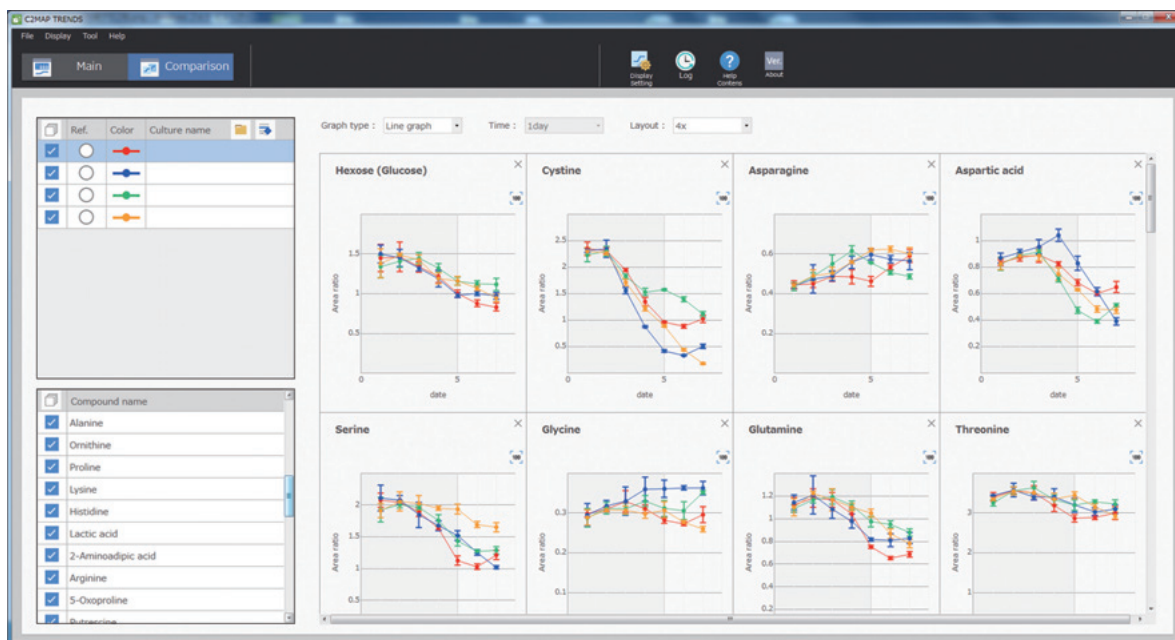 C2MAP TRENDS
File Display Tool Help
Main Comparison
Display Setting
Log
Help Contens
Ver.
About
Ref. Color Culture name
Graph type : Line graph Time : 1day Layout : 4x
Hexose (Glucose) Cystine Asparagine Aspartic acid
Area ratio
1.5
1
0.5
0 5
date
Area ratio
2.5
2
1.5
1
0.5
0 5
date
Area ratio
0.6
0.4
0.2
0 5
date
Area ratio
1
0.8
0.6
0.4
0.2
0 5
date
Compound name
Alanine
Ornithine
Proline
Lysine
Histidine
Lactic acid
2-Aminoadipic acid
Arginine
5-Oxoproline
Putrescine
Serine Glycine Glutamine Threonine
Area ratio
2
1.5
1
0.5
Area ratio
0.4
0.3
0.2
0.1
Area ratio
1.2
1
0.8
0.6
0.4
0.2
Area ratio
3
2
1